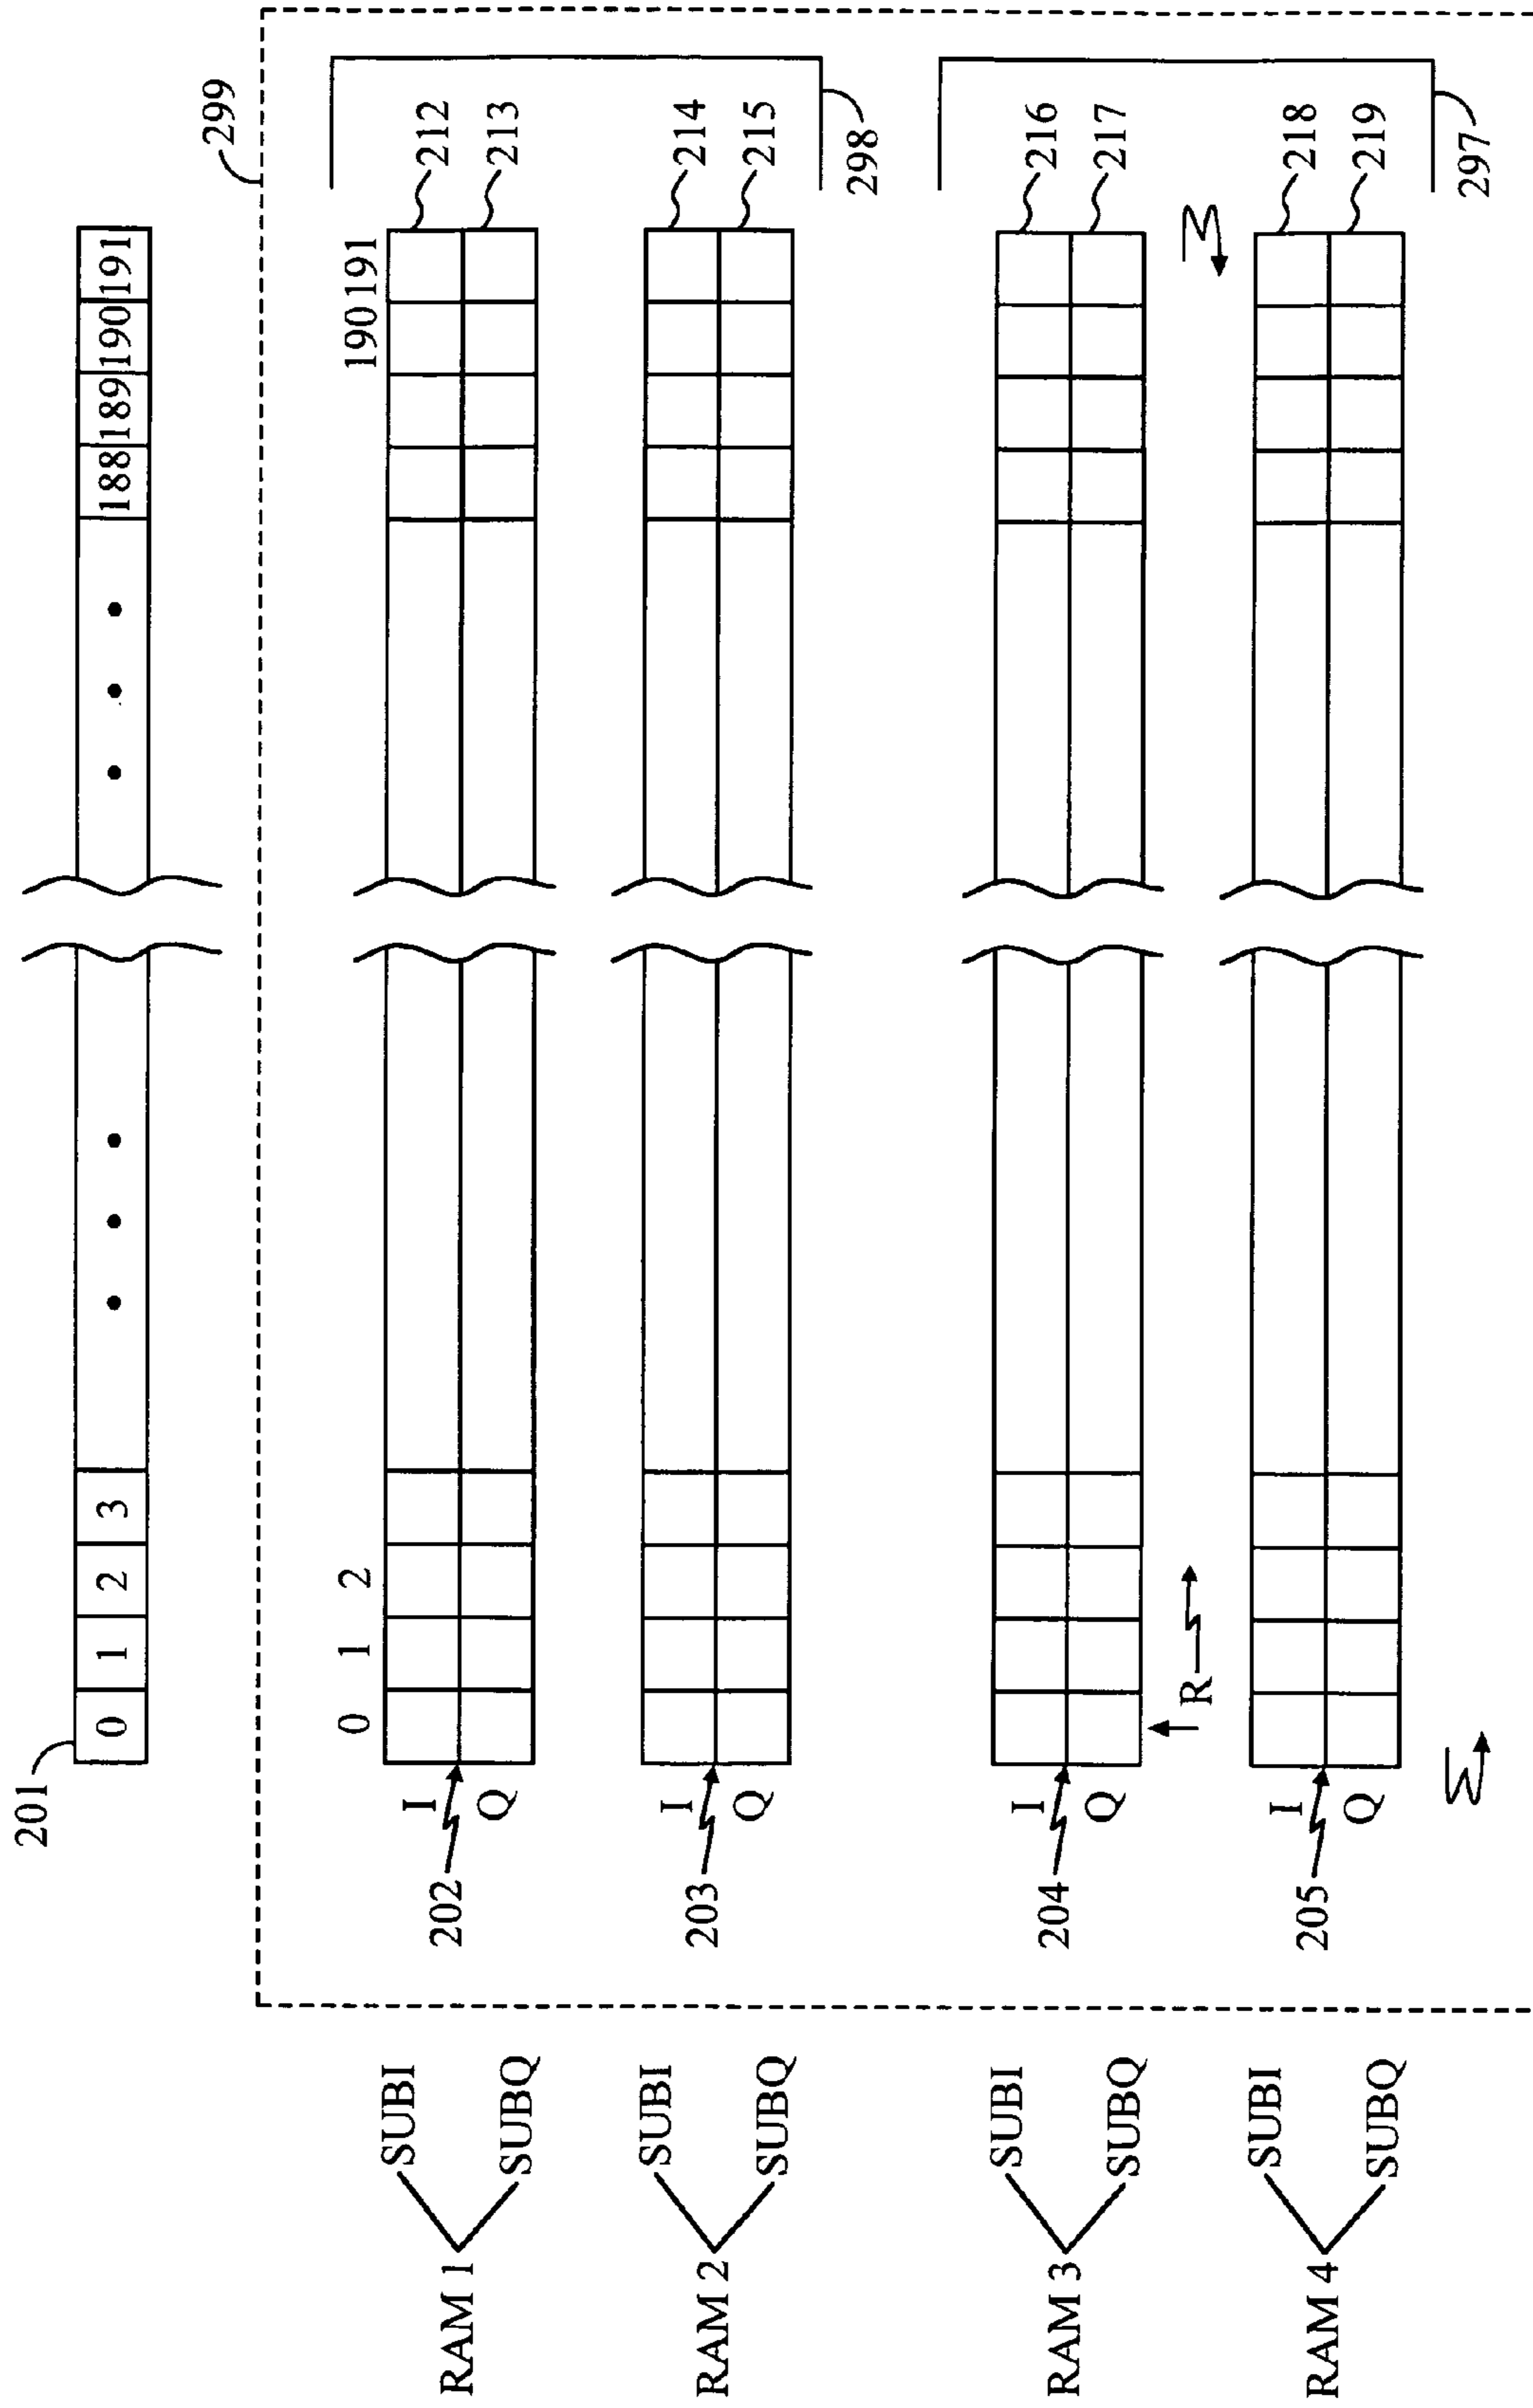 201
0 1 2 3 • • • • • • 188 189 190 191
299
RAM 1
SUBI
SUBQ
202
I
Q
0 1 2 190 191
212
213
RAM 2
SUBI
SUBQ
203
I
Q
214
215
298
RAM 3
SUBI
SUBQ
204
I
Q
216
217
R
RAM 4
SUBI
SUBQ
205
I
Q
218
219
297